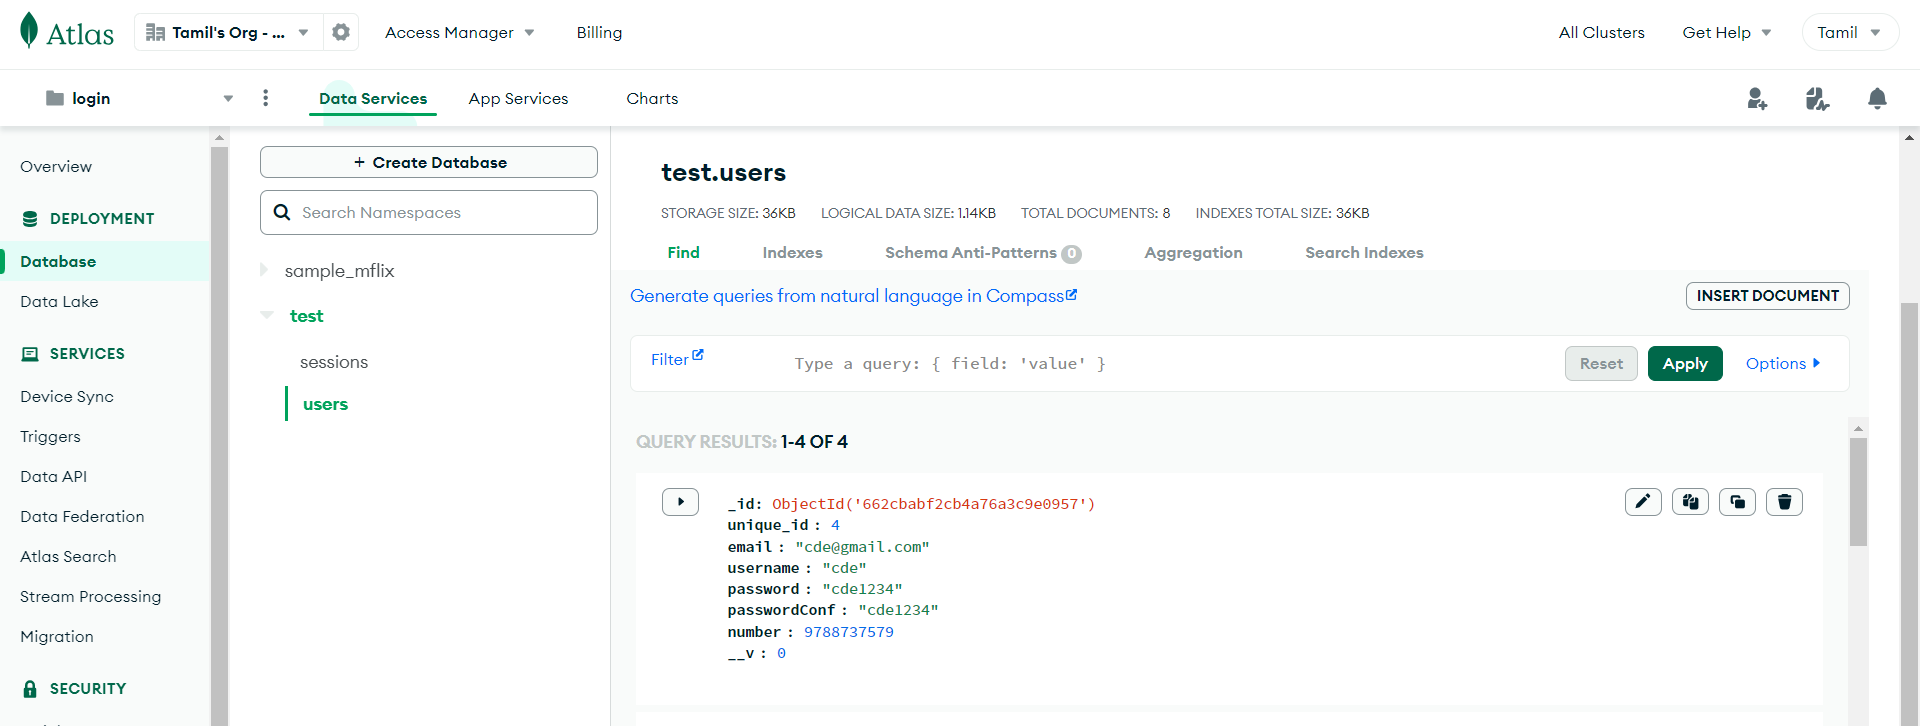 Atlas
Tamil's Org - ...
Access Manager
Billing
All Clusters
Get Help
Tamil
login
Data Services
App Services
Charts
Overview
DEPLOYMENT
Database
Data Lake
SERVICES
Device Sync
Triggers
Data API
Data Federation
Atlas Search
Stream Processing
Migration
SECURITY
+ Create Database
Search Namespaces
sample_mflix
test
sessions
users
test.users
STORAGE SIZE: 36KB LOGICAL DATA SIZE: 1.14KB TOTAL DOCUMENTS: 8 INDEXES TOTAL SIZE: 36KB
Find Indexes Schema Anti-Patterns 0 Aggregation Search Indexes
Generate queries from natural language in Compass
INSERT DOCUMENT
Filter
Type a query: { field: 'value' }
Reset
Apply
Options
QUERY RESULTS: 1-4 OF 4
_id: ObjectId('662cbabf2cb4a76a3c9e0957')
unique_id : 4
email : "cde@gmail.com"
username : "cde"
password : "cde1234"
passwordConf : "cde1234"
number : 9788737579
__v : 0